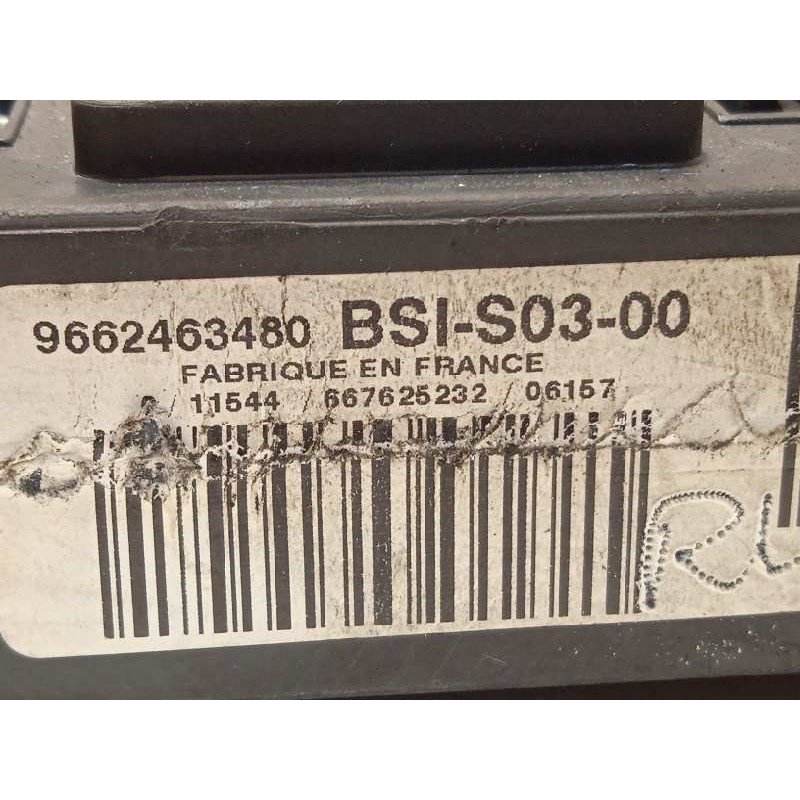 9662463480 BSI-S03-00
FABRIQUE EN FRANCE
11544 667625232 06157